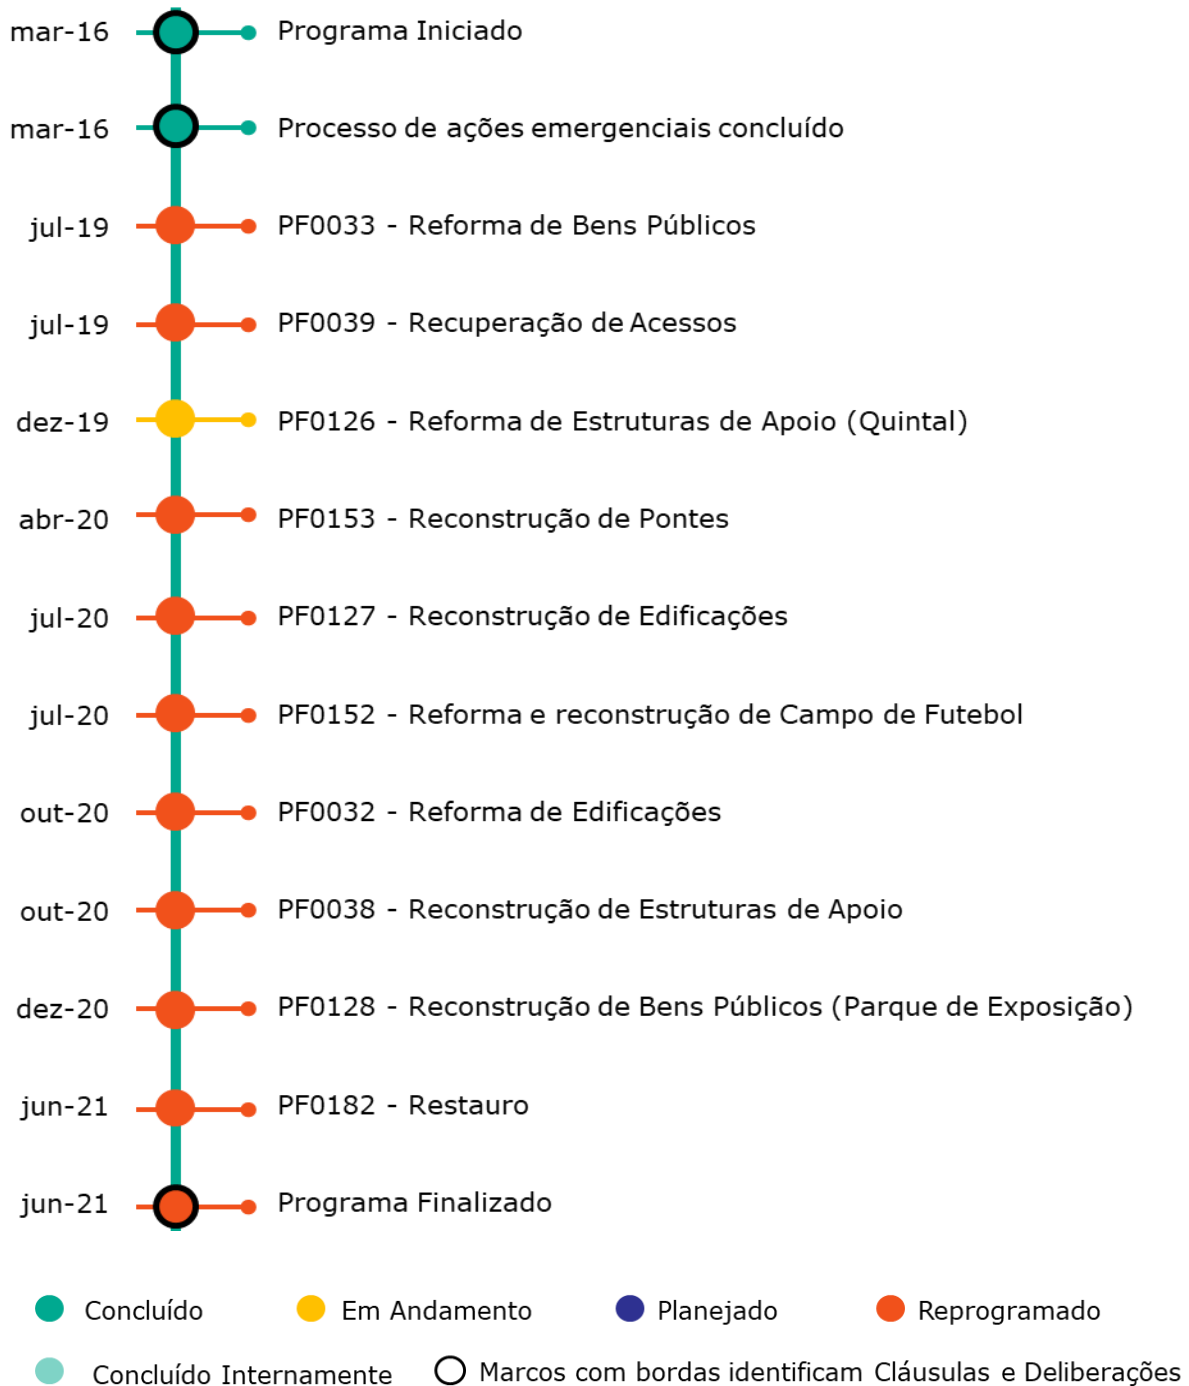 mar-16 Programa Iniciado
mar-16 Processo de ações emergenciais concluído
jul-19 PF0033 - Reforma de Bens Públicos
jul-19 PF0039 - Recuperação de Acessos
dez-19 PF0126 - Reforma de Estruturas de Apoio (Quintal)
abr-20 PF0153 - Reconstrução de Pontes
jul-20 PF0127 - Reconstrução de Edificações
jul-20 PF0152 - Reforma e reconstrução de Campo de Futebol
out-20 PF0032 - Reforma de Edificações
out-20 PF0038 - Reconstrução de Estruturas de Apoio
dez-20 PF0128 - Reconstrução de Bens Públicos (Parque de Exposição)
jun-21 PF0182 - Restauro
jun-21 Programa Finalizado
Concluído Em Andamento Planejado Reprogramado
Concluído Internamente Marcos com bordas identificam Cláusulas e Deliberações